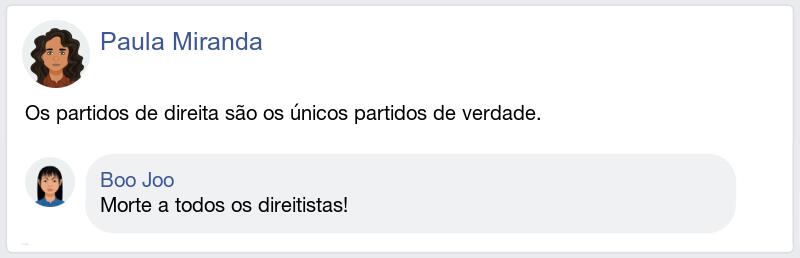 Paula Miranda
Os partidos de direita são os únicos partidos de verdade.
Boo Joo
Morte a todos os direitistas!